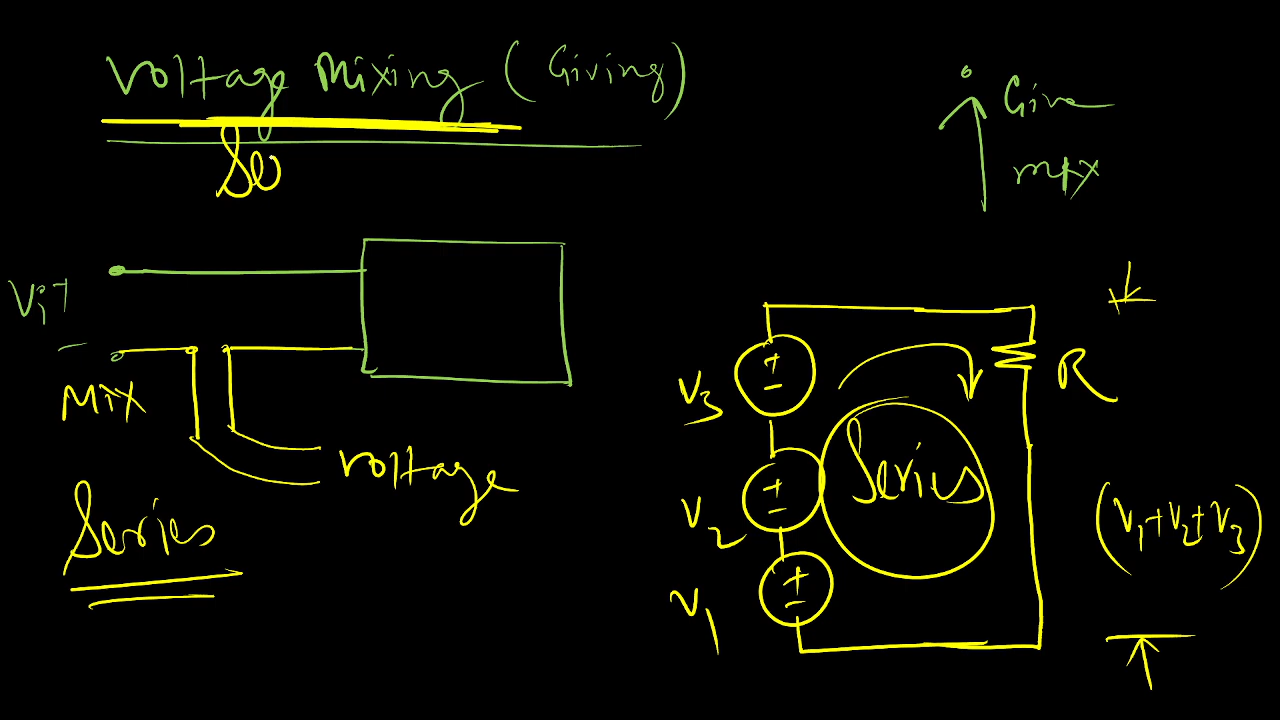 Voltage Mixing (Giving)
Se
Give
mix
Vi +
-
Mix
voltage
Series
V3
+
-
R
Series
V2
+
-
(V1+V2+V3)
V1
+
-